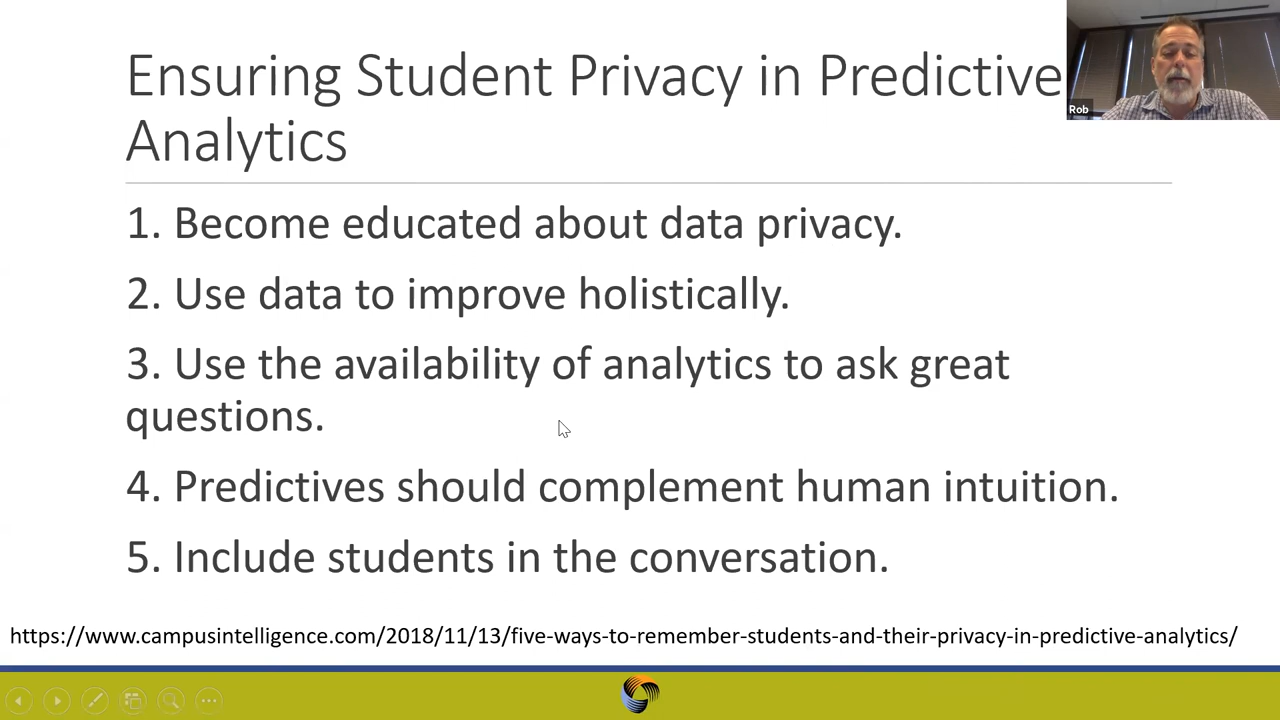 Ensuring Student Privacy in Predictive
Analytics
Rob
1. Become educated about data privacy.
2. Use data to improve holistically.
3. Use the availability of analytics to ask great
questions.
4. Predictives should complement human intuition.
5. Include students in the conversation.
https://www.campusintelligence.com/2018/11/13/five-ways-to-remember-students-and-their-privacy-in-predictive-analytics/